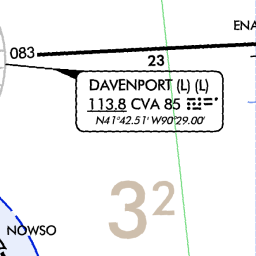 ENA
083
23
DAVENPORT (L) (L)
113.8 CVA 85
N41°42.51' W90°29.00'
3²
NOWSO